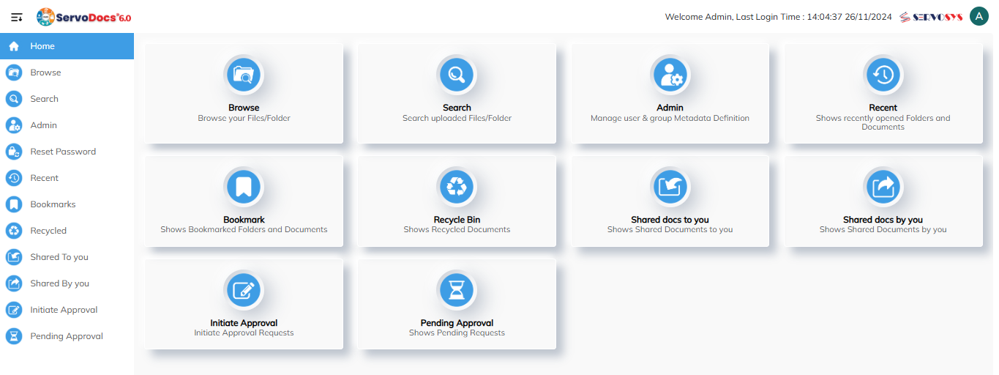 ServoDocs® 6.0
Welcome Admin, Last Login Time : 14:04:37 26/11/2024
SERVOSYS
A
Home
Browse
Search
Admin
Reset Password
Recent
Bookmarks
Recycled
Shared To you
Shared By you
Initiate Approval
Pending Approval
Browse
Browse your Files/Folder
Search
Search uploaded Files/Folder
Admin
Manage user & group Metadata Definition
Recent
Shows recently opened Folders and
Documents
Bookmark
Shows Bookmarked Folders and Documents
Recycle Bin
Shows Recycled Documents
Shared docs to you
Shows Shared Documents to you
Shared docs by you
Shows Shared Documents by you
Initiate Approval
Initiate Approval Requests
Pending Approval
Shows Pending Requests